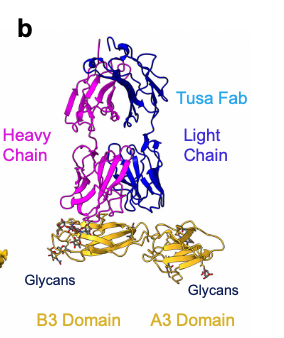 b
Tusa Fab
Heavy
Chain
Light
Chain
Glycans
Glycans
B3 Domain
A3 Domain